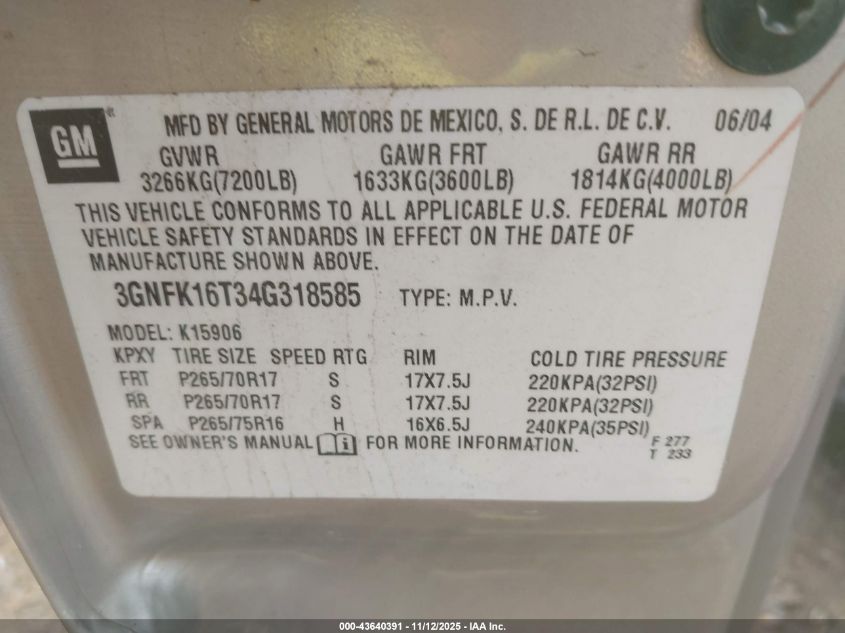 GM ®
MFD BY GENERAL MOTORS DE MEXICO, S. DE R.L. DE C.V. 06/04
GVWR GAWR FRT GAWR RR
3266KG(7200LB) 1633KG(3600LB) 1814KG(4000LB)
THIS VEHICLE CONFORMS TO ALL APPLICABLE U.S. FEDERAL MOTOR
VEHICLE SAFETY STANDARDS IN EFFECT ON THE DATE OF
MANUFACTURE SHOWN ABOVE.
3GNFK16T34G318585 TYPE: M.P.V.
MODEL: K15906
KPXY TIRE SIZE SPEED RTG RIM COLD TIRE PRESSURE
FRT P265/70R17 S 17X7.5J 220KPA(32PSI)
RR P265/70R17 S 17X7.5J 220KPA(32PSI)
SPA P265/75R16 H 16X6.5J 240KPA(35PSI)
SEE OWNER'S MANUAL i FOR MORE INFORMATION.
F 277
T 233
000-43640391 - 11/12/2025 - IAA Inc.